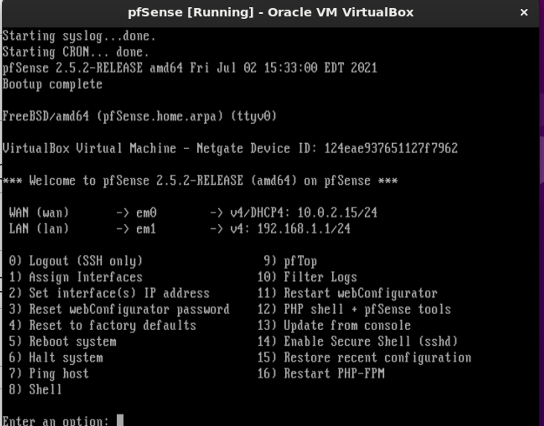 pfSense [Running] - Oracle VM VirtualBox
×
Starting syslog...done.
Starting CRON... done.
pfSense 2.5.2-RELEASE amd64 Fri Jul 02 15:33:00 EDT 2021
Bootup complete
FreeBSD/amd64 (pfSense.home.arpa) (ttyv0)
VirtualBox Virtual Machine - Netgate Device ID: 124eae937651127f7962
*** Welcome to pfSense 2.5.2-RELEASE (amd64) on pfSense ***
WAN (wan) -> em0 -> v4/DHCP4: 10.0.2.15/24
LAN (lan) -> em1 -> v4: 192.168.1.1/24
0) Logout (SSH only) 9) pfTop
1) Assign Interfaces 10) Filter Logs
2) Set interface(s) IP address 11) Restart webConfigurator
3) Reset webConfigurator password 12) PHP shell + pfSense tools
4) Reset to factory defaults 13) Update from console
5) Reboot system 14) Enable Secure Shell (sshd)
6) Halt system 15) Restore recent configuration
7) Ping host 16) Restart PHP-FPM
8) Shell
Enter an option: